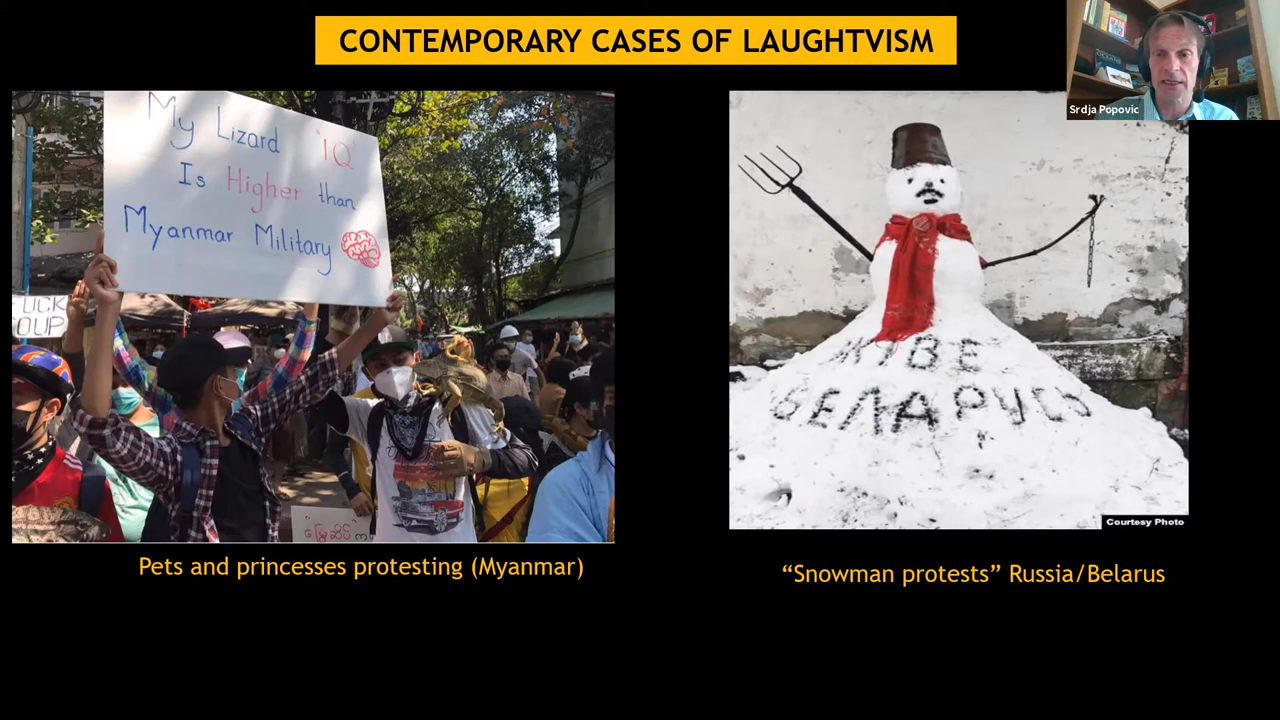 CONTEMPORARY CASES OF LAUGHTVISM
Srdja Popovic
My Lizard IQ
Is Higher than
Myanmar Military
COUP
ЖЫВЕ
БЕЛАРУСЬ
Courtesy Photo
Pets and princesses protesting (Myanmar)
“Snowman protests” Russia/Belarus